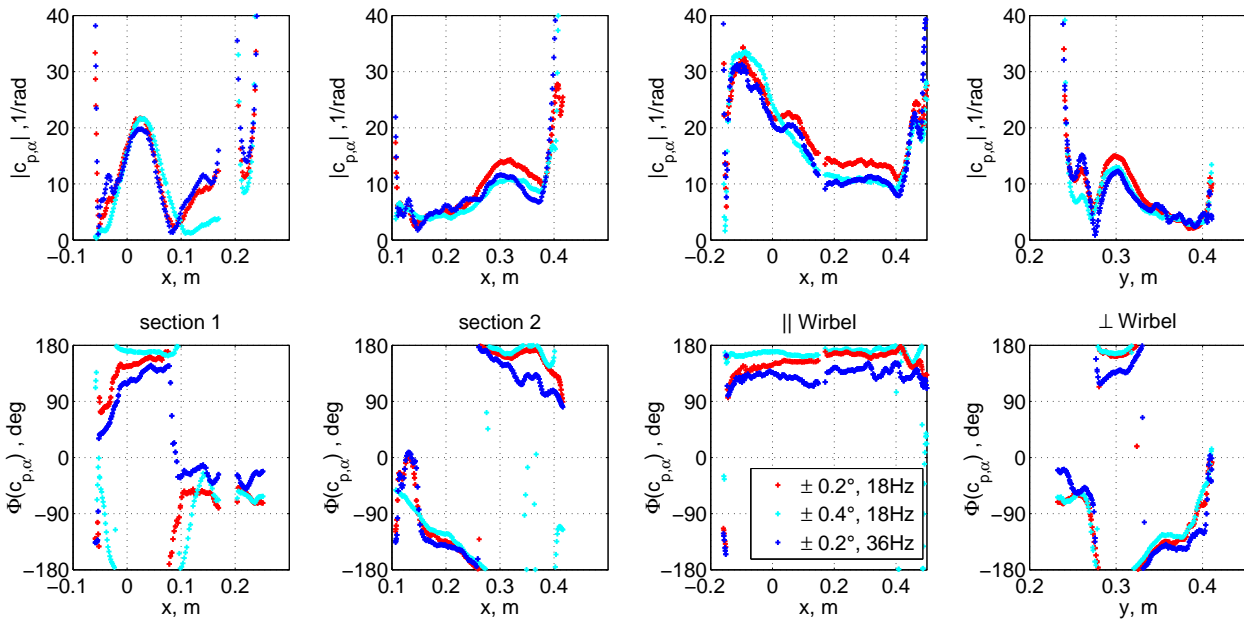 40
30
20
10
0
−0.1 0 0.1 0.2
|c_{p,α}| ,1/rad
x, m
40
30
20
10
0
0.1 0.2 0.3 0.4 0.5
|c_{p,α}| ,1/rad
x, m
40
30
20
10
0
−0.2 0 0.2 0.4
|c_{p,α}| ,1/rad
x, m
40
30
20
10
0
0.2 0.3 0.4
|c_{p,α}| ,1/rad
y, m
section 1
180
90
0
−90
−180
−0.1 0 0.1 0.2
Φ(c_{p,α}) , deg
x, m
section 2
180
90
0
−90
−180
0.1 0.2 0.3 0.4 0.5
Φ(c_{p,α}) , deg
x, m
|| Wirbel
180
90
0
−90
−180
−0.2 0 0.2 0.4
Φ(c_{p,α}) , deg
x, m
± 0.2°, 18Hz
± 0.4°, 18Hz
± 0.2°, 36Hz
⊥ Wirbel
180
90
0
−90
−180
0.2 0.3 0.4
Φ(c_{p,α}) , deg
y, m